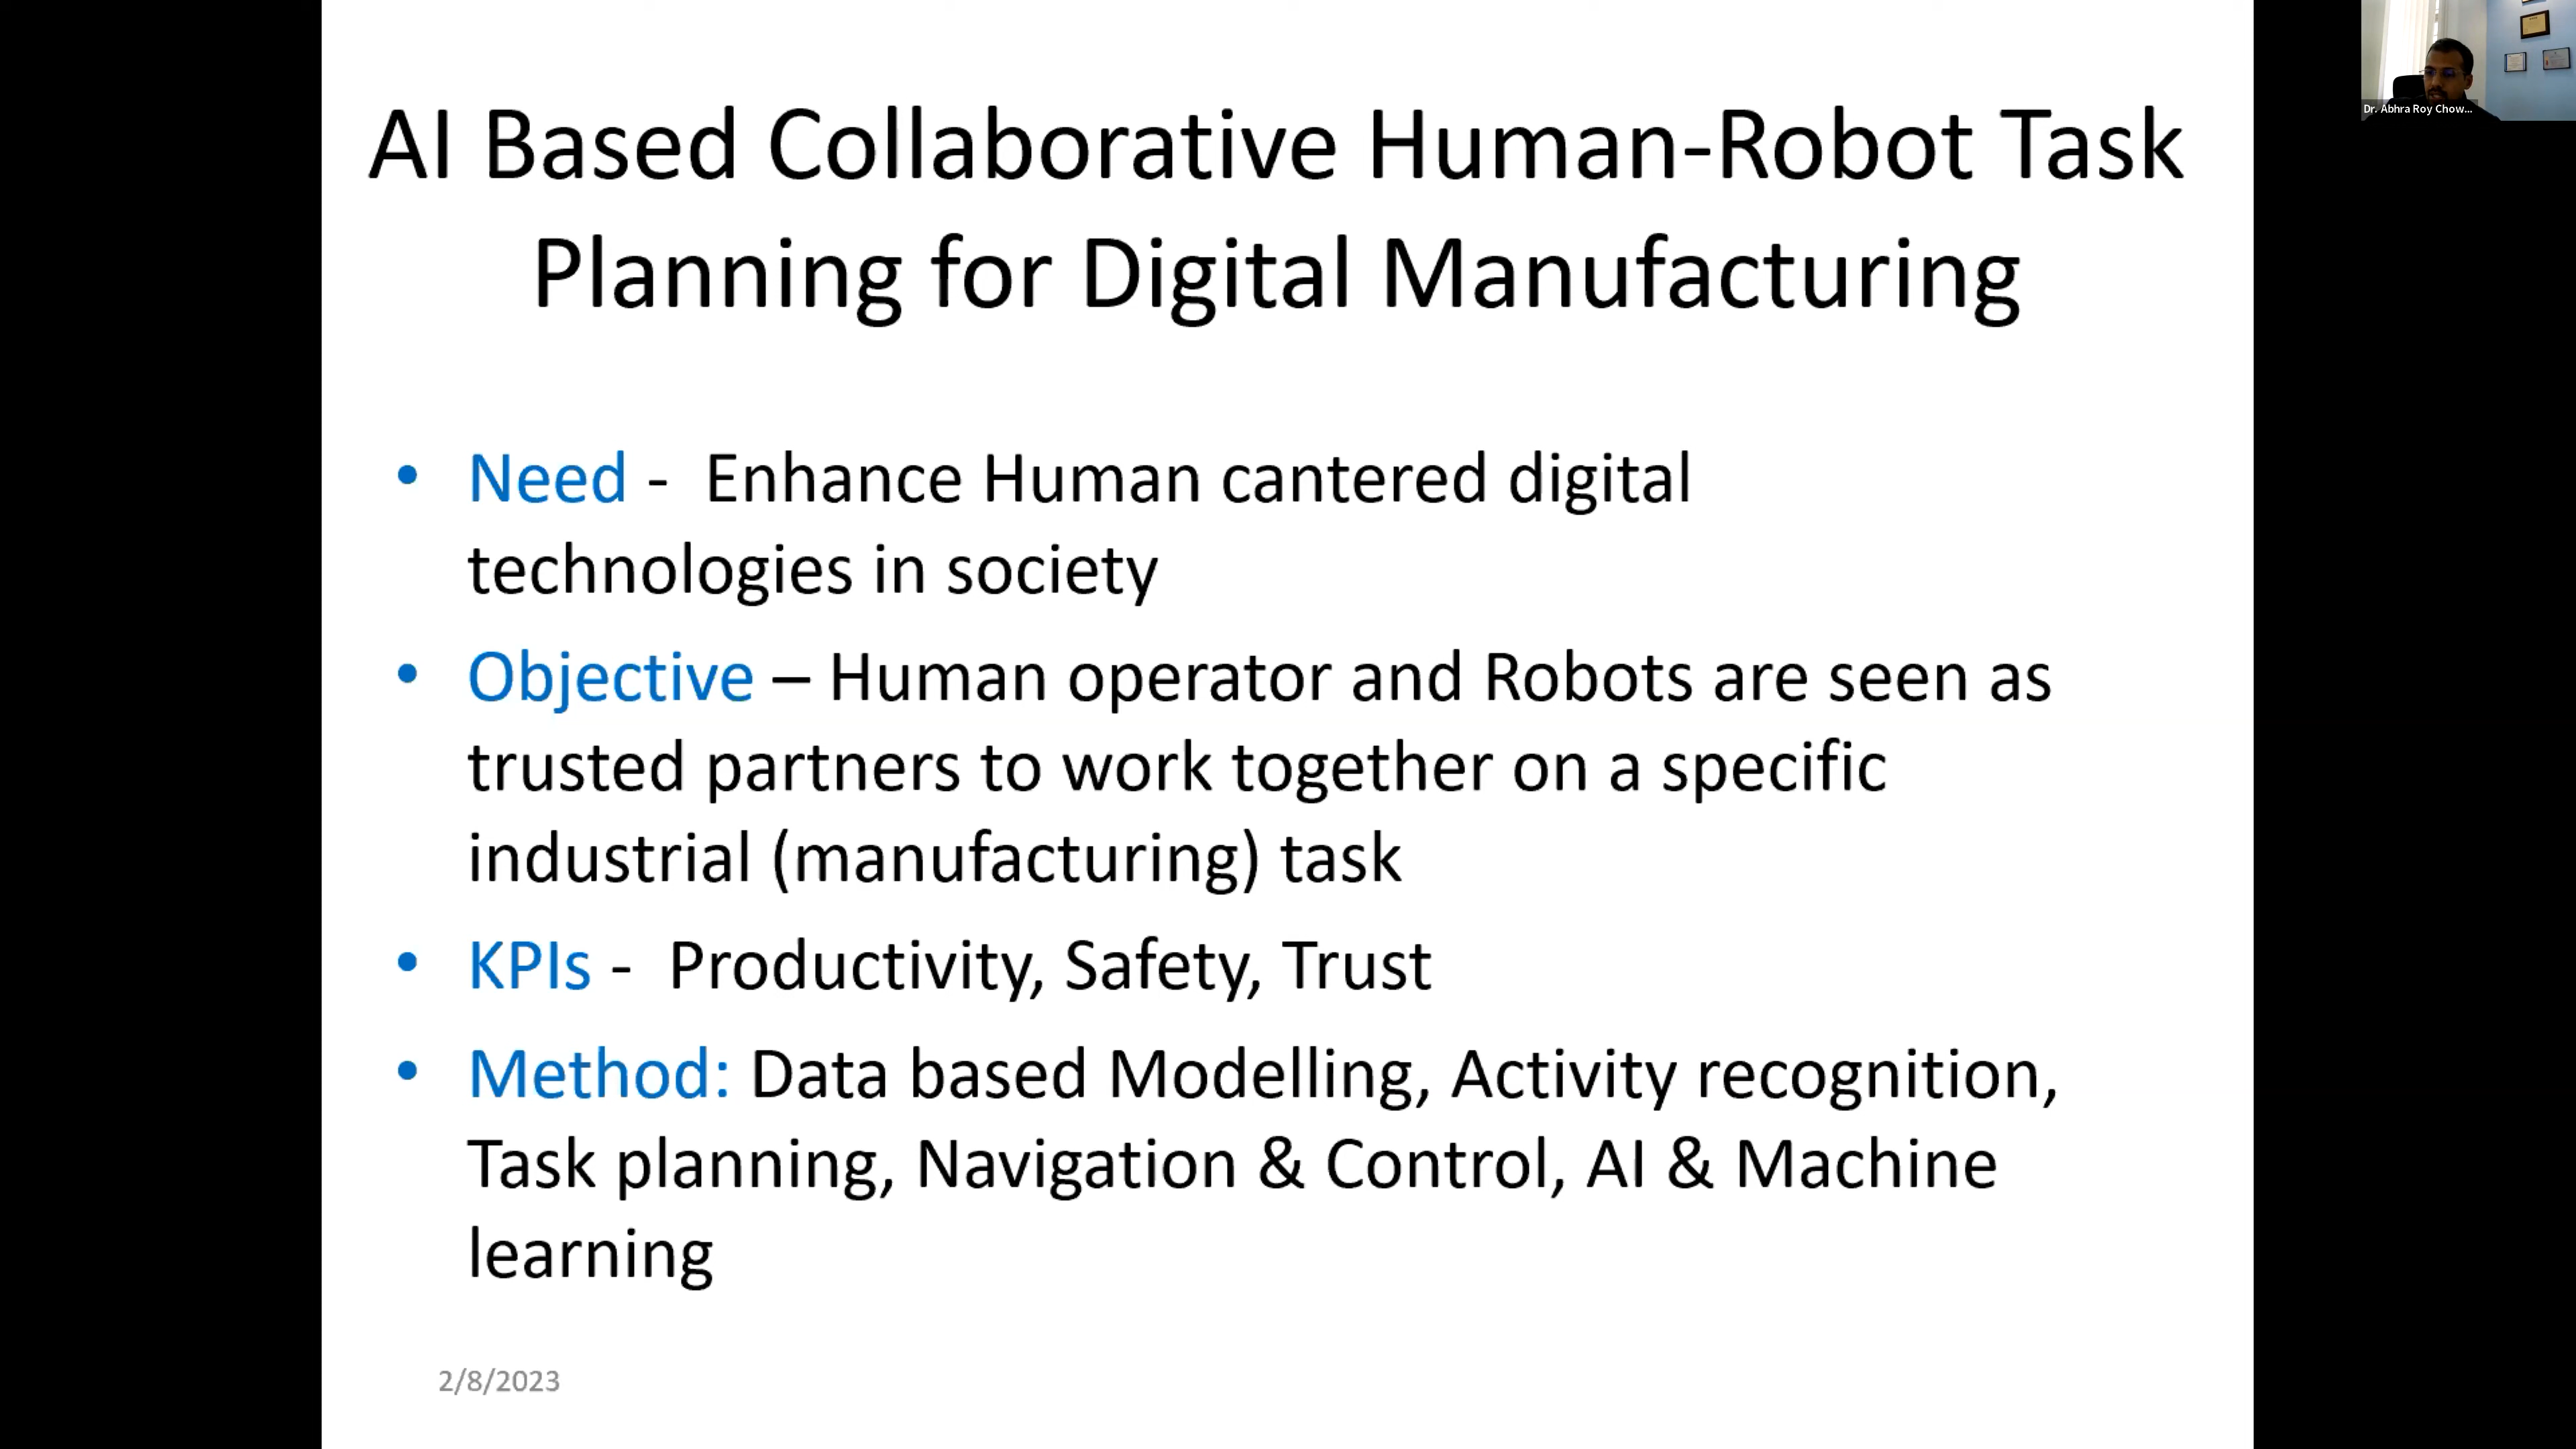 AI Based Collaborative Human-Robot Task
Planning for Digital Manufacturing
• Need - Enhance Human cantered digital
technologies in society
• Objective – Human operator and Robots are seen as
trusted partners to work together on a specific
industrial (manufacturing) task
• KPIs - Productivity, Safety, Trust
• Method: Data based Modelling, Activity recognition,
Task planning, Navigation & Control, AI & Machine
learning
2/8/2023
Dr. Abhra Roy Chow...